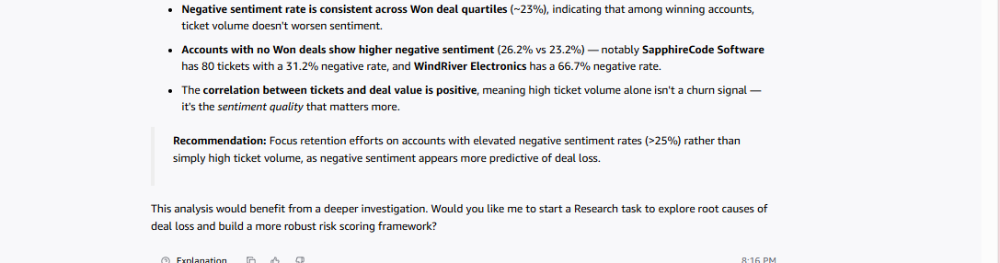 • Negative sentiment rate is consistent across Won deal quartiles (~23%), indicating that among winning accounts,
ticket volume doesn't worsen sentiment.
• Accounts with no Won deals show higher negative sentiment (26.2% vs 23.2%) — notably SapphireCode Software
has 80 tickets with a 31.2% negative rate, and WindRiver Electronics has a 66.7% negative rate.
• The correlation between tickets and deal value is positive, meaning high ticket volume alone isn't a churn signal —
it's the sentiment quality that matters more.
Recommendation: Focus retention efforts on accounts with elevated negative sentiment rates (>25%) rather than
simply high ticket volume, as negative sentiment appears more predictive of deal loss.
This analysis would benefit from a deeper investigation. Would you like me to start a Research task to explore root causes of
deal loss and build a more robust risk scoring framework?
Explanation
8:16 PM